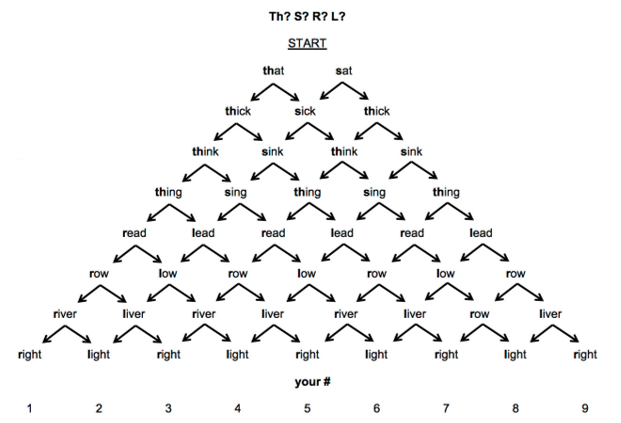 Th? S? R? L?
START
that sat
thick sick thick
think sink think sink
thing sing thing sing thing
read lead read lead read lead
row low row low row low row
river liver river liver river liver row liver
right light right light right light right light right
your #
1 2 3 4 5 6 7 8 9